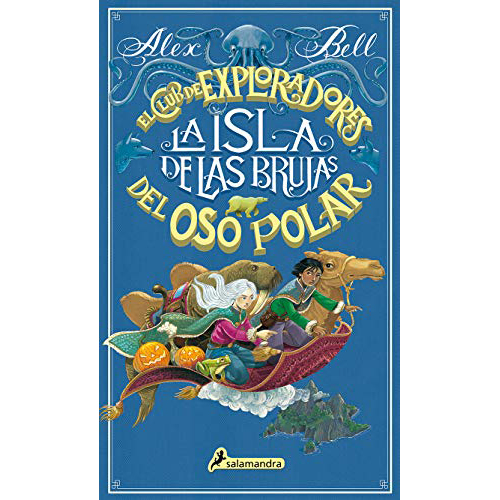 Alex Bell
EL CLUB DE EXPLORADORES
LA ISLA
DE LAS BRUJAS
DEL OSO POLAR
salamandra